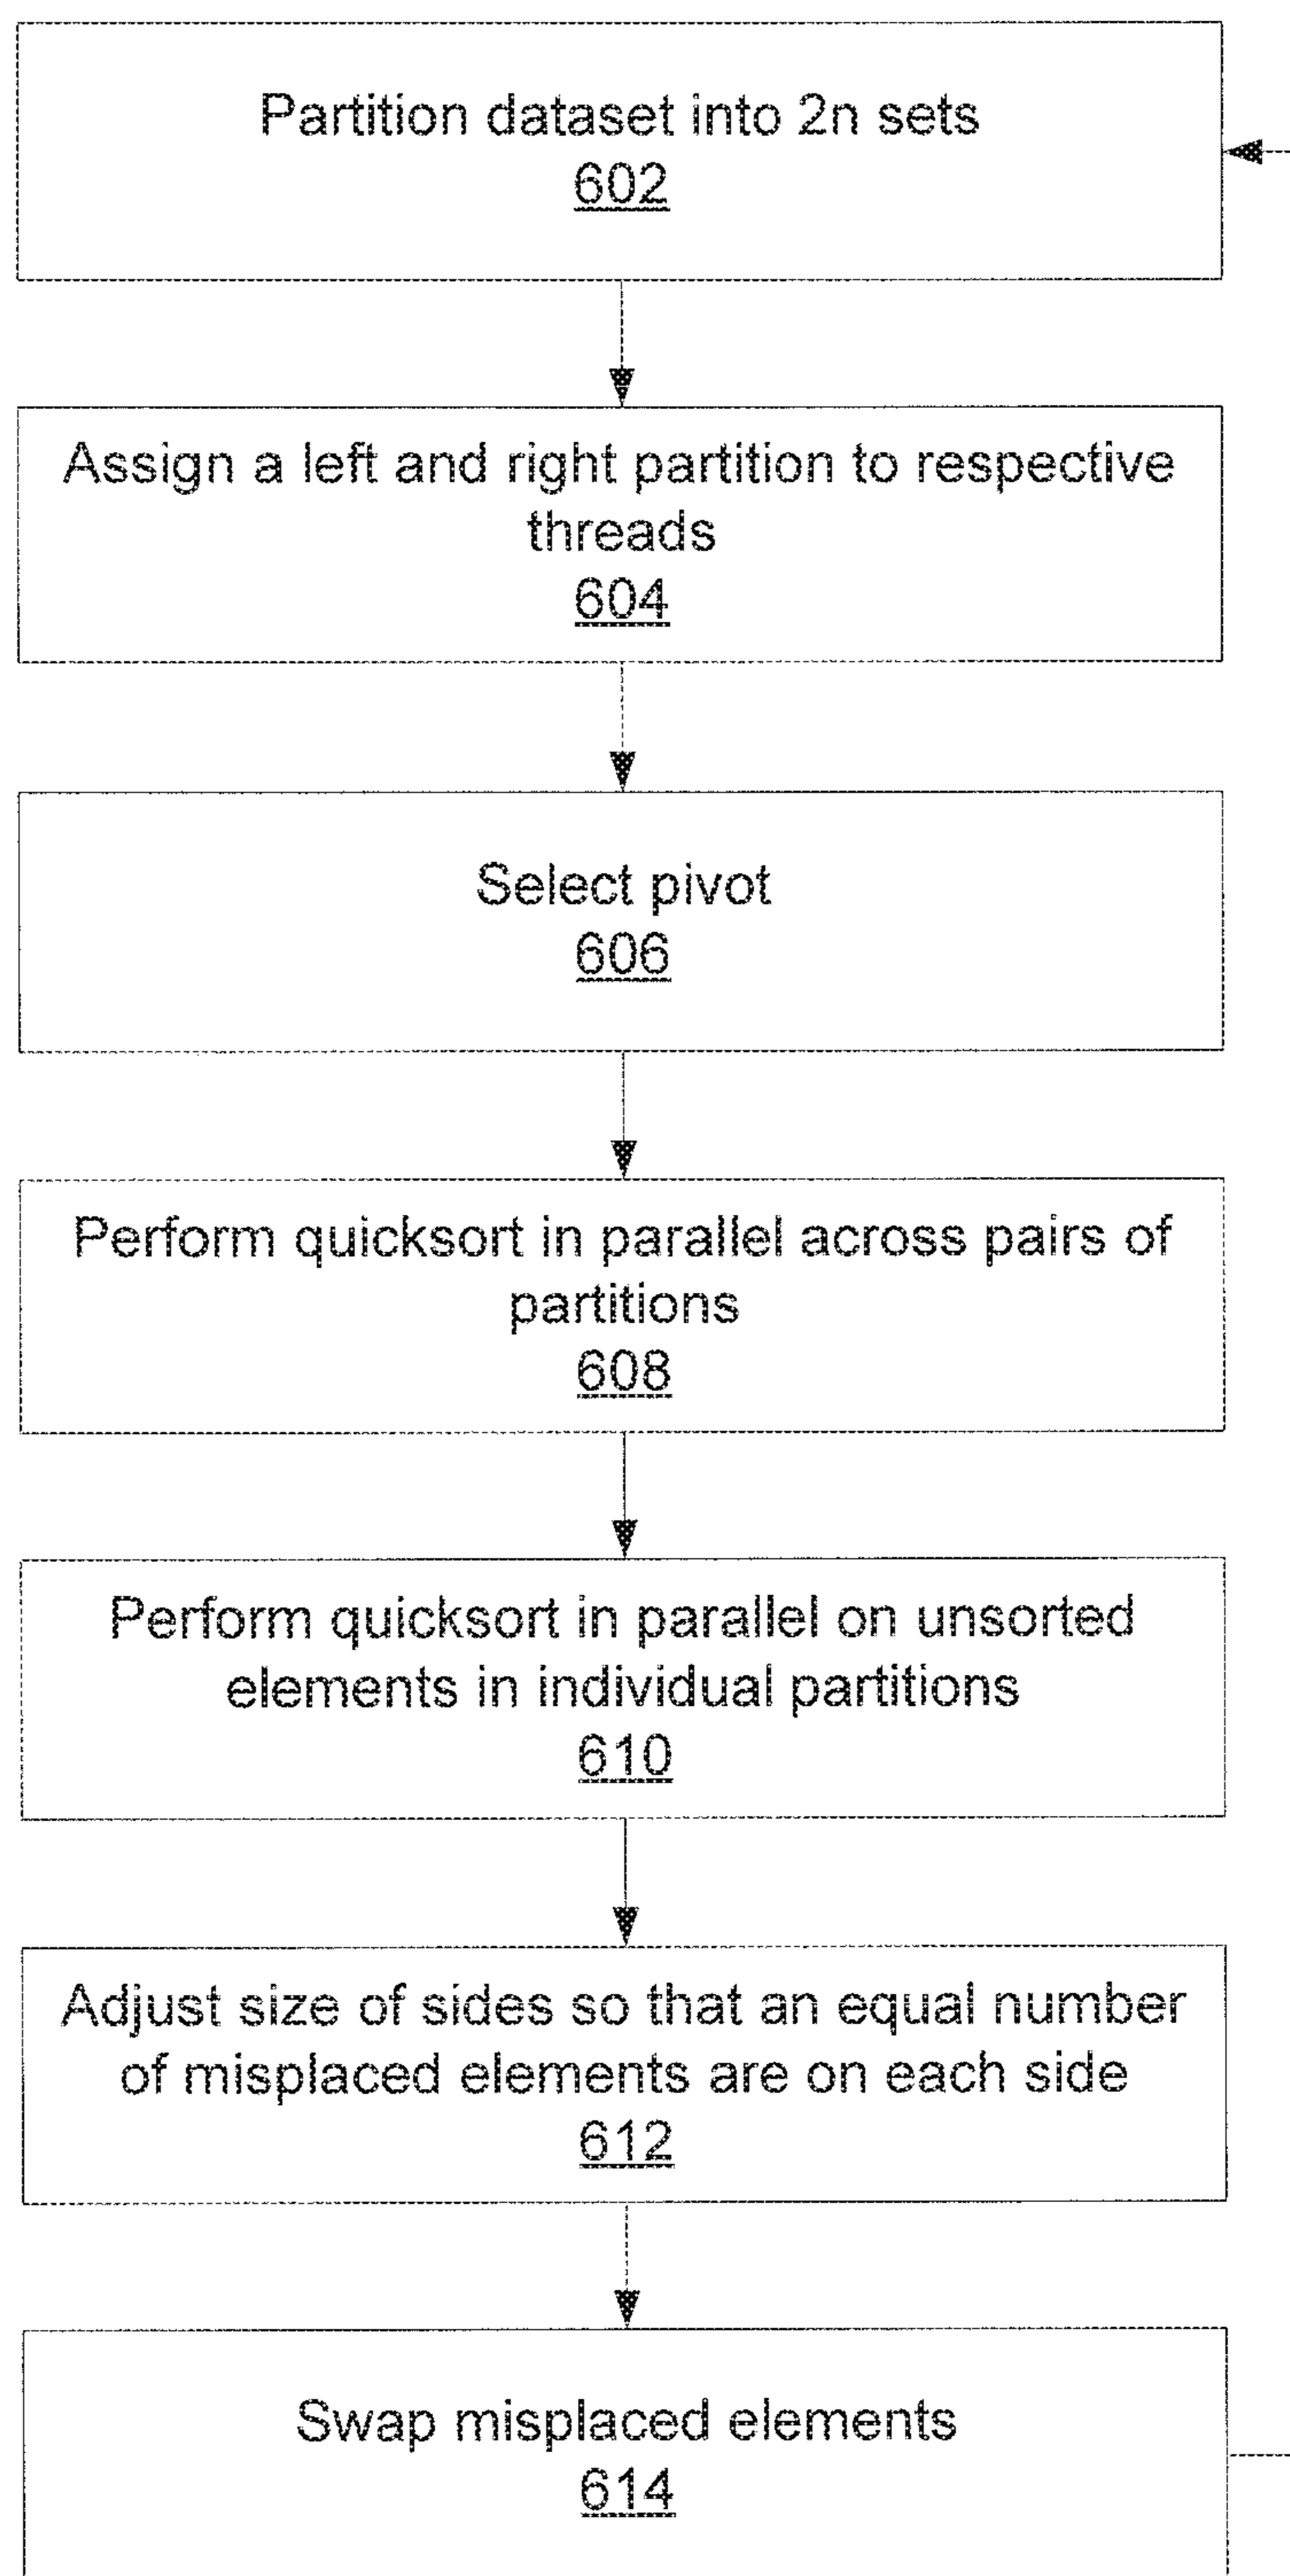 Partition dataset into 2n sets
602
Assign a left and right partition to respective
threads
604
Select pivot
606
Perform quicksort in parallel across pairs of
partitions
608
Perform quicksort in parallel on unsorted
elements in individual partitions
610
Adjust size of sides so that an equal number
of misplaced elements are on each side
612
Swap misplaced elements
614